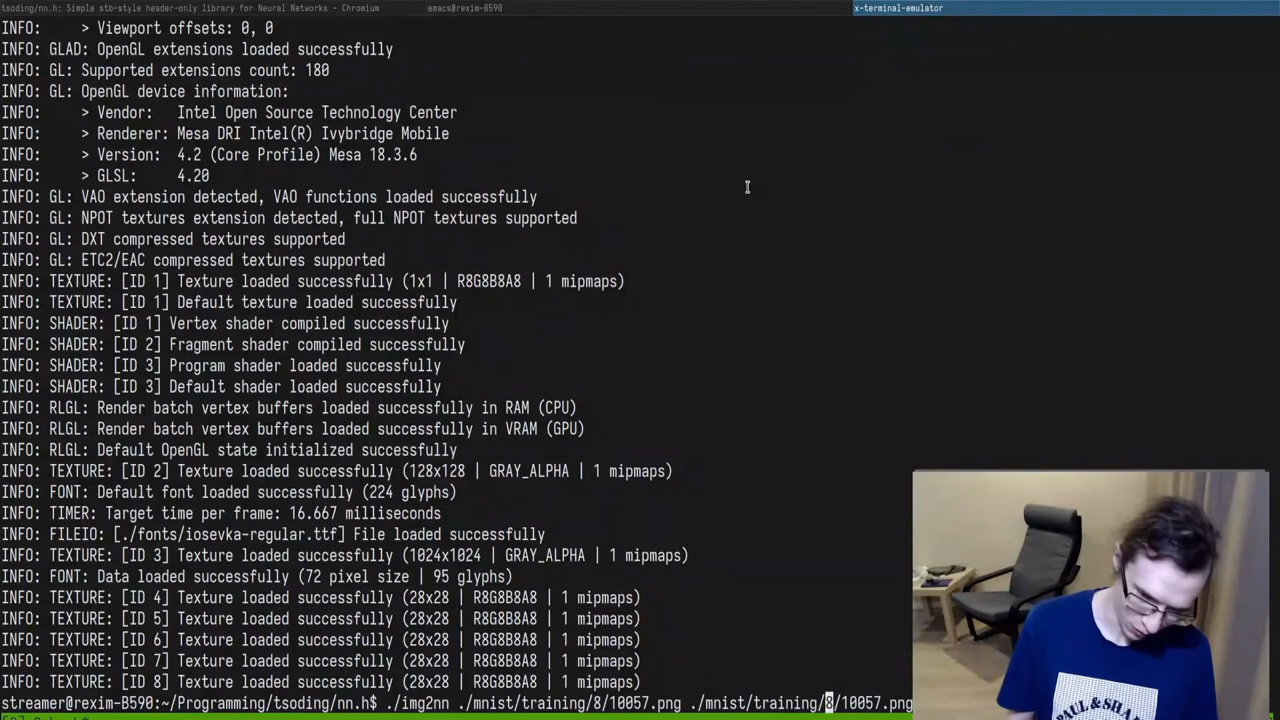 tsoding/nn.h: Simple stb-style header-only library for Neural Networks - Chromium
emacs@rexim-B590
x-terminal-emulator
INFO:     > Viewport offsets: 0, 0
INFO: GLAD: OpenGL extensions loaded successfully
INFO: GL: Supported extensions count: 180
INFO: GL: OpenGL device information:
INFO:     > Vendor:   Intel Open Source Technology Center
INFO:     > Renderer: Mesa DRI Intel(R) Ivybridge Mobile
INFO:     > Version:  4.2 (Core Profile) Mesa 18.3.6
INFO:     > GLSL:     4.20
INFO: GL: VAO extension detected, VAO functions loaded successfully
INFO: GL: NPOT textures extension detected, full NPOT textures supported
INFO: GL: DXT compressed textures supported
INFO: GL: ETC2/EAC compressed textures supported
INFO: TEXTURE: [ID 1] Texture loaded successfully (1x1 | R8G8B8A8 | 1 mipmaps)
INFO: TEXTURE: [ID 1] Default texture loaded successfully
INFO: SHADER: [ID 1] Vertex shader compiled successfully
INFO: SHADER: [ID 2] Fragment shader compiled successfully
INFO: SHADER: [ID 3] Program shader loaded successfully
INFO: SHADER: [ID 3] Default shader loaded successfully
INFO: RLGL: Render batch vertex buffers loaded successfully in RAM (CPU)
INFO: RLGL: Render batch vertex buffers loaded successfully in VRAM (GPU)
INFO: RLGL: Default OpenGL state initialized successfully
INFO: TEXTURE: [ID 2] Texture loaded successfully (128x128 | GRAY_ALPHA | 1 mipmaps)
INFO: FONT: Default font loaded successfully (224 glyphs)
INFO: TIMER: Target time per frame: 16.667 milliseconds
INFO: FILEIO: [./fonts/iosevka-regular.ttf] File loaded successfully
INFO: TEXTURE: [ID 3] Texture loaded successfully (1024x1024 | GRAY_ALPHA | 1 mipmaps)
INFO: FONT: Data loaded successfully (72 pixel size | 95 glyphs)
INFO: TEXTURE: [ID 4] Texture loaded successfully (28x28 | R8G8B8A8 | 1 mipmaps)
INFO: TEXTURE: [ID 5] Texture loaded successfully (28x28 | R8G8B8A8 | 1 mipmaps)
INFO: TEXTURE: [ID 6] Texture loaded successfully (28x28 | R8G8B8A8 | 1 mipmaps)
INFO: TEXTURE: [ID 7] Texture loaded successfully (28x28 | R8G8B8A8 | 1 mipmaps)
INFO: TEXTURE: [ID 8] Texture loaded successfully (28x28 | R8G8B8A8 | 1 mipmaps)
streamer@rexim-B590:~/Programming/tsoding/nn.h$ ./img2nn ./mnist/training/8/10057.png ./mnist/training/8/10057.png
PAUL & SHA